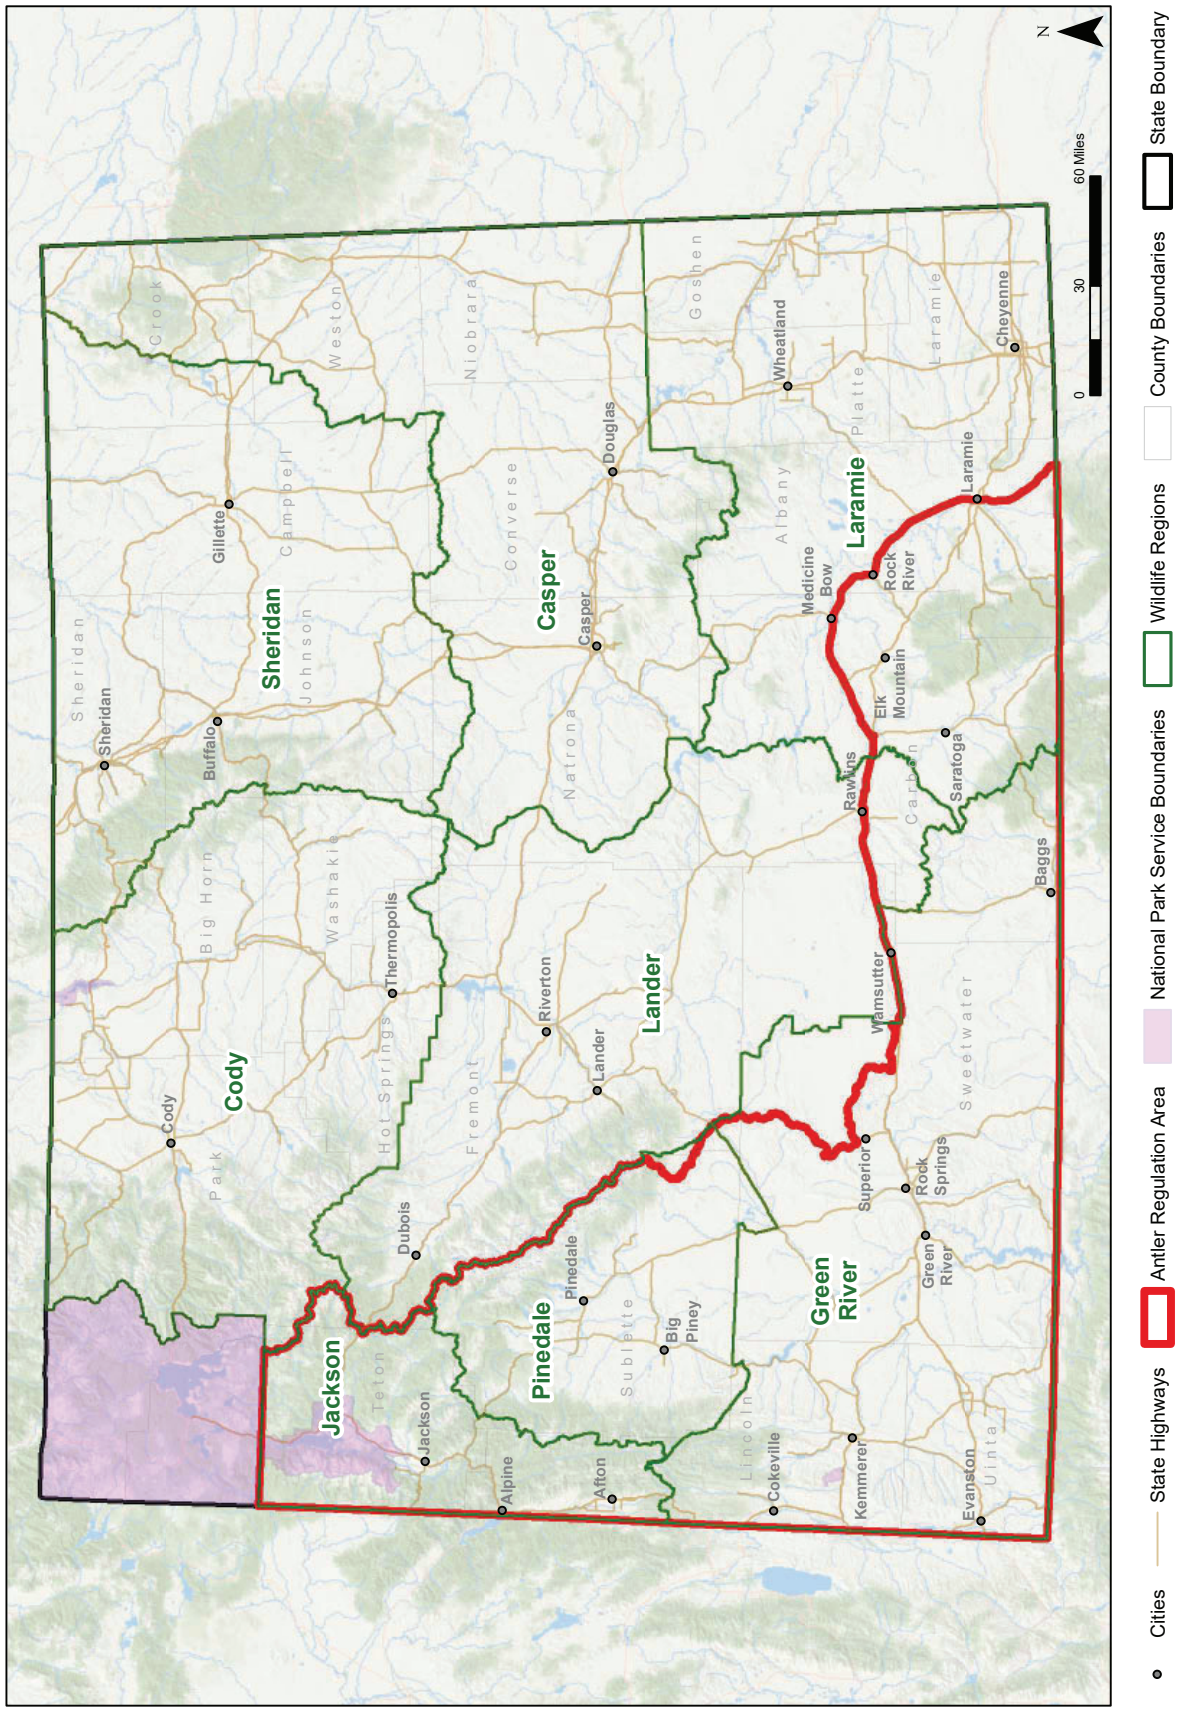 N
Sheridan
Crook
Sheridan
Big Horn
Campbell
Weston
Cody
Park
Buffalo
Gillette
Johnson
Sheridan
Cody
Washakie
Hot Springs
Thermopolis
Jackson
Teton
Jackson
Dubois
Fremont
Niobrara
Converse
Casper
Natrona
Casper
Douglas
Riverton
Lander
Lander
Alpine
Afton
Pinedale
Pinedale
Sublette
Big
Piney
Goshen
Wheatland
Platte
Albany
Laramie
Laramie
Cheyenne
Laramie
Medicine
Bow
Rock
River
Elk
Mountain
Saratoga
Carbon
Rawlins
Wamsutter
Baggs
Sweetwater
Superior
Rock
Springs
Green
River
Green
River
Lincoln
Cokeville
Kemmerer
Evanston
Uinta
0
30
60 Miles
Cities
State Highways
Antler Regulation Area
National Park Service Boundaries
Wildlife Regions
County Boundaries
State Boundary